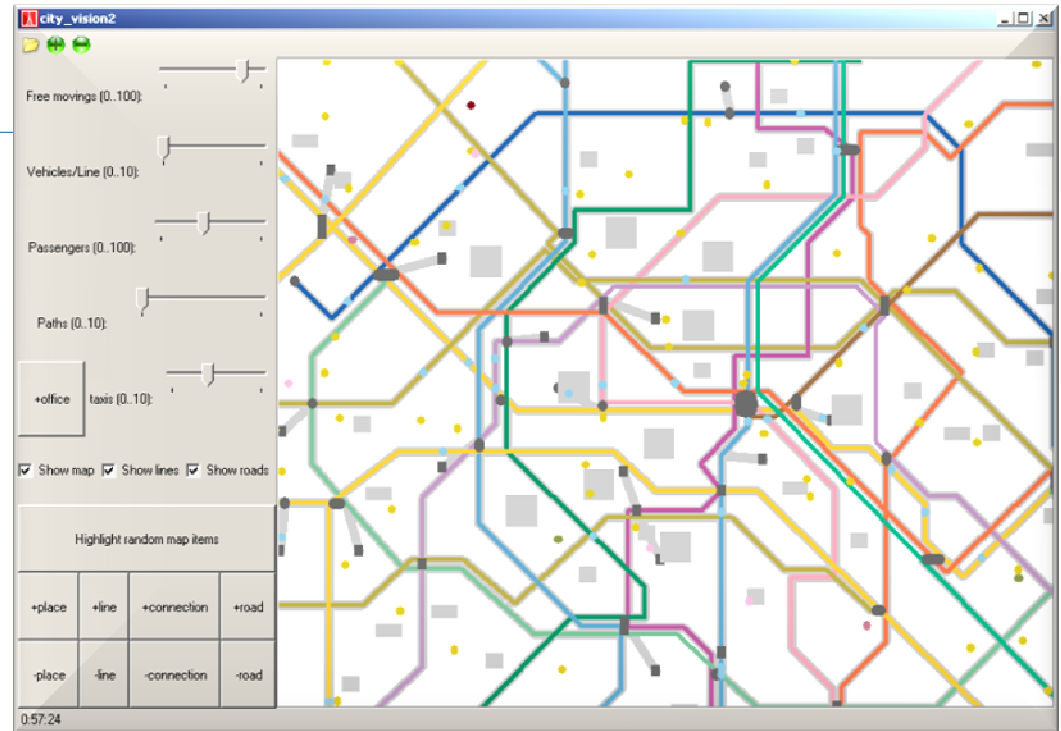 city_vision2
Free movings (0..100):
Vehicles/Line (0..10):
Passengers (0..100):
Paths (0..10):
+office
taxis (0..10):
Show map Show lines Show roads
Highlight random map items
+place +line +connection +road
-place -line -connection -road
0:57:24